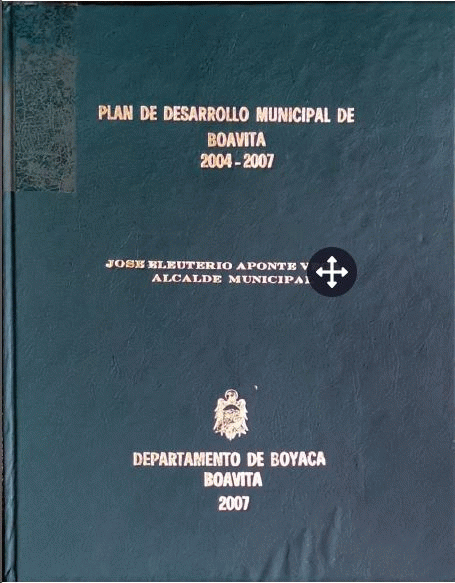 PLAN DE DESARROLLO MUNICIPAL DE
BOAVITA
2004-2007
JOSE ELEUTERIO APONTE
ALCALDE MUNICIPAL
DEPARTAMENTO DE BOYACA
BOAVITA
2007